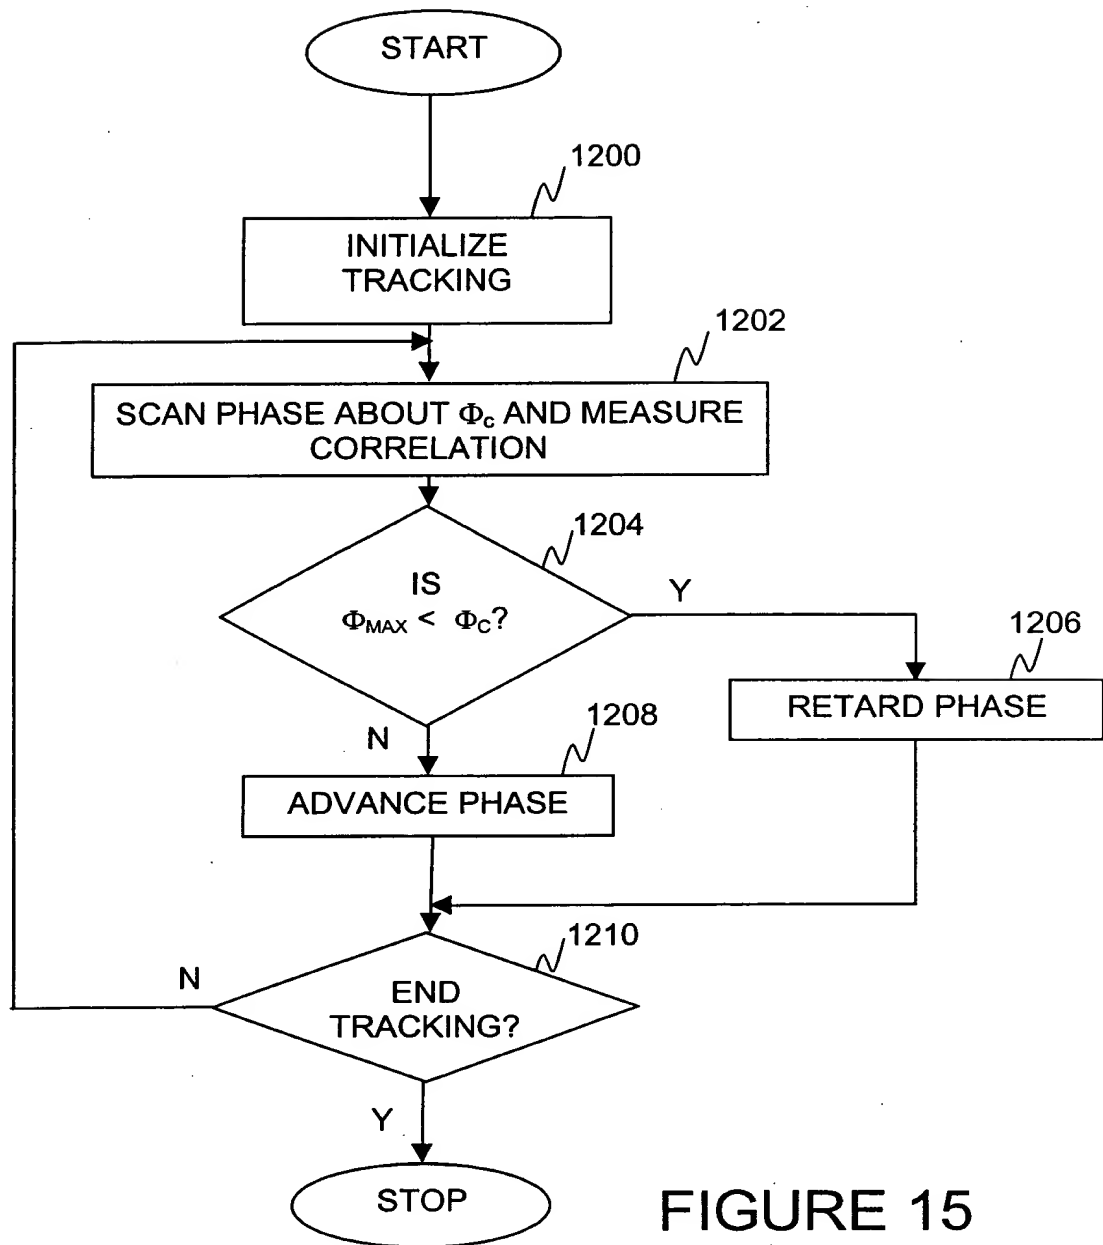 START
1200
INITIALIZE
TRACKING
1202
SCAN PHASE ABOUT Φc AND MEASURE
CORRELATION
1204
IS
ΦMAX < ΦC?
Y
1206
RETARD PHASE
N
1208
ADVANCE PHASE
1210
N
END
TRACKING?
Y
STOP
FIGURE 15